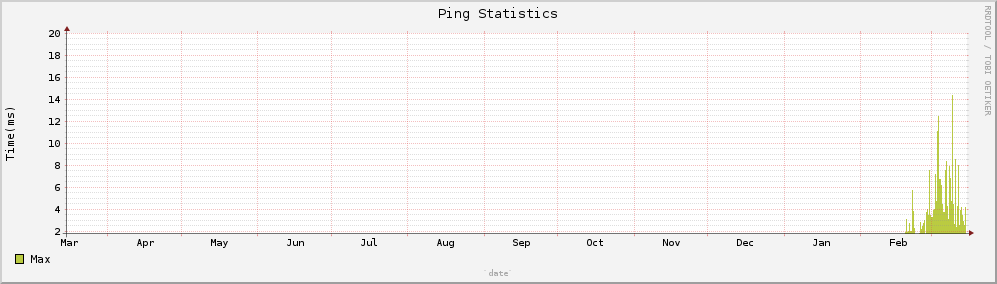 Ping Statistics
RRDTOOL / TOBI OETIKER
Time(ms)
20
18
16
14
12
10
8
6
4
2
Mar Apr May Jun Jul Aug Sep Oct Nov Dec Jan Feb
Max
`date`